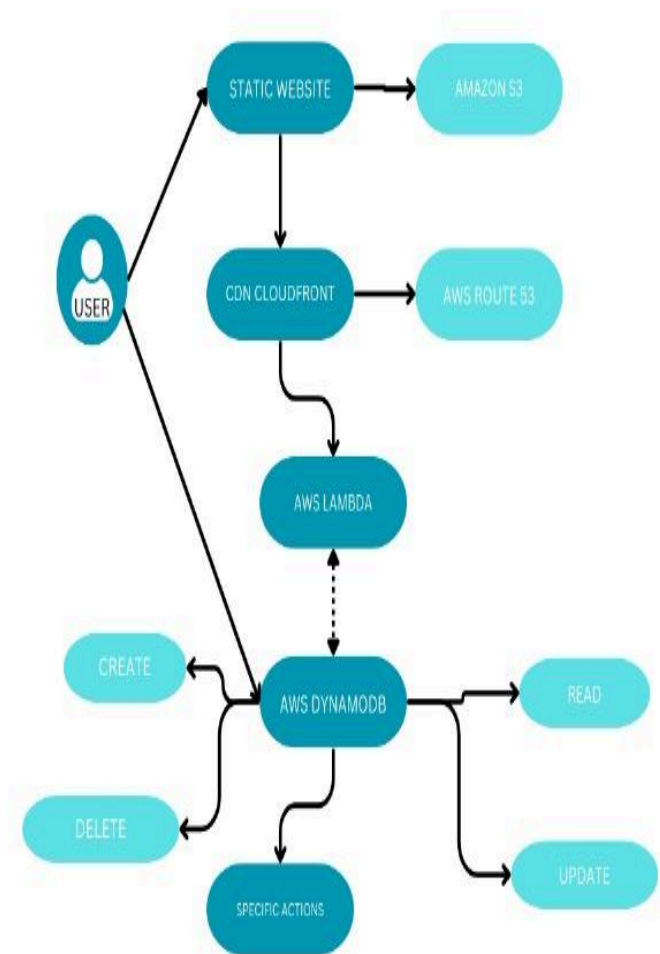 STATIC WEBSITE
AMAZON S3
USER
CDN CLOUDFRONT
AWS ROUTE 53
AWS LAMBDA
CREATE
AWS DYNAMODB
READ
DELETE
UPDATE
SPECIFIC ACTIONS